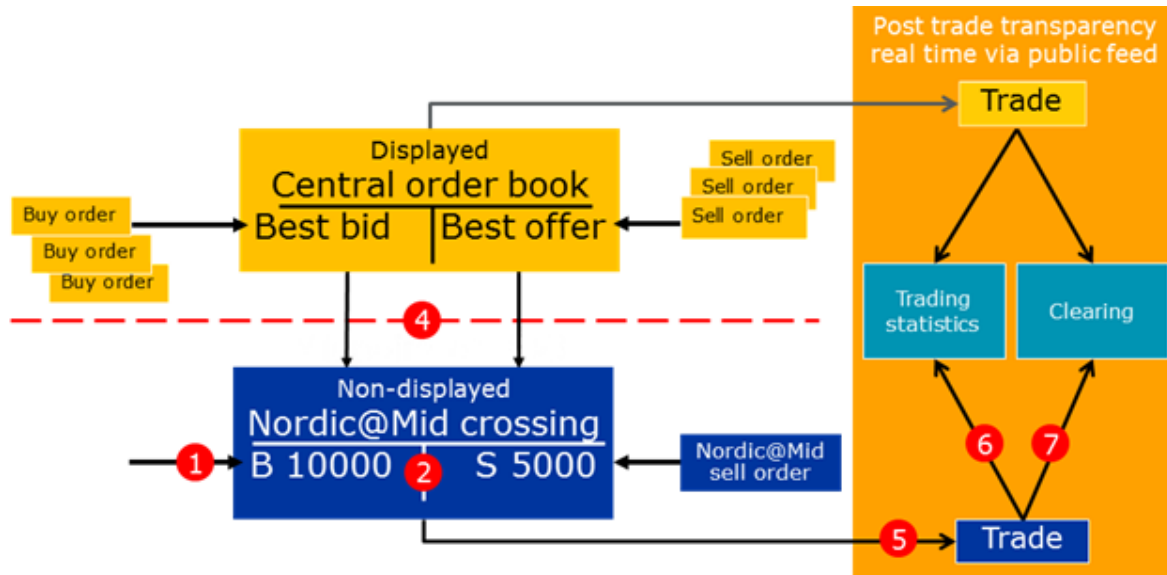 Post trade transparency
real time via public feed
Trade
Displayed
Central order book
Best bid
Best offer
Buy order
Buy order
Buy order
Sell order
Sell order
Sell order
Trading
statistics
Clearing
4
Non-displayed
Nordic@Mid crossing
1
B 10000
2
S 5000
Nordic@Mid
sell order
6
7
5
Trade